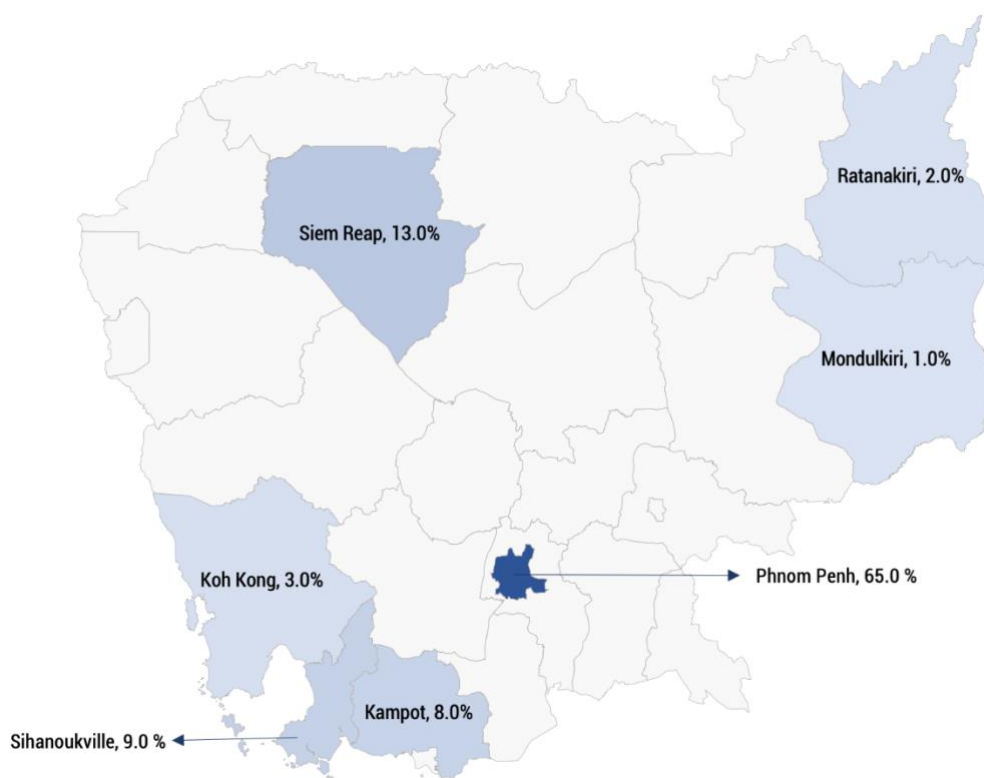 Ratanakiri, 2.0%
Siem Reap, 13.0%
Mondulkiri, 1.0%
Koh Kong, 3.0%
Phnom Penh, 65.0 %
Kampot, 8.0%
Sihanoukville, 9.0 %